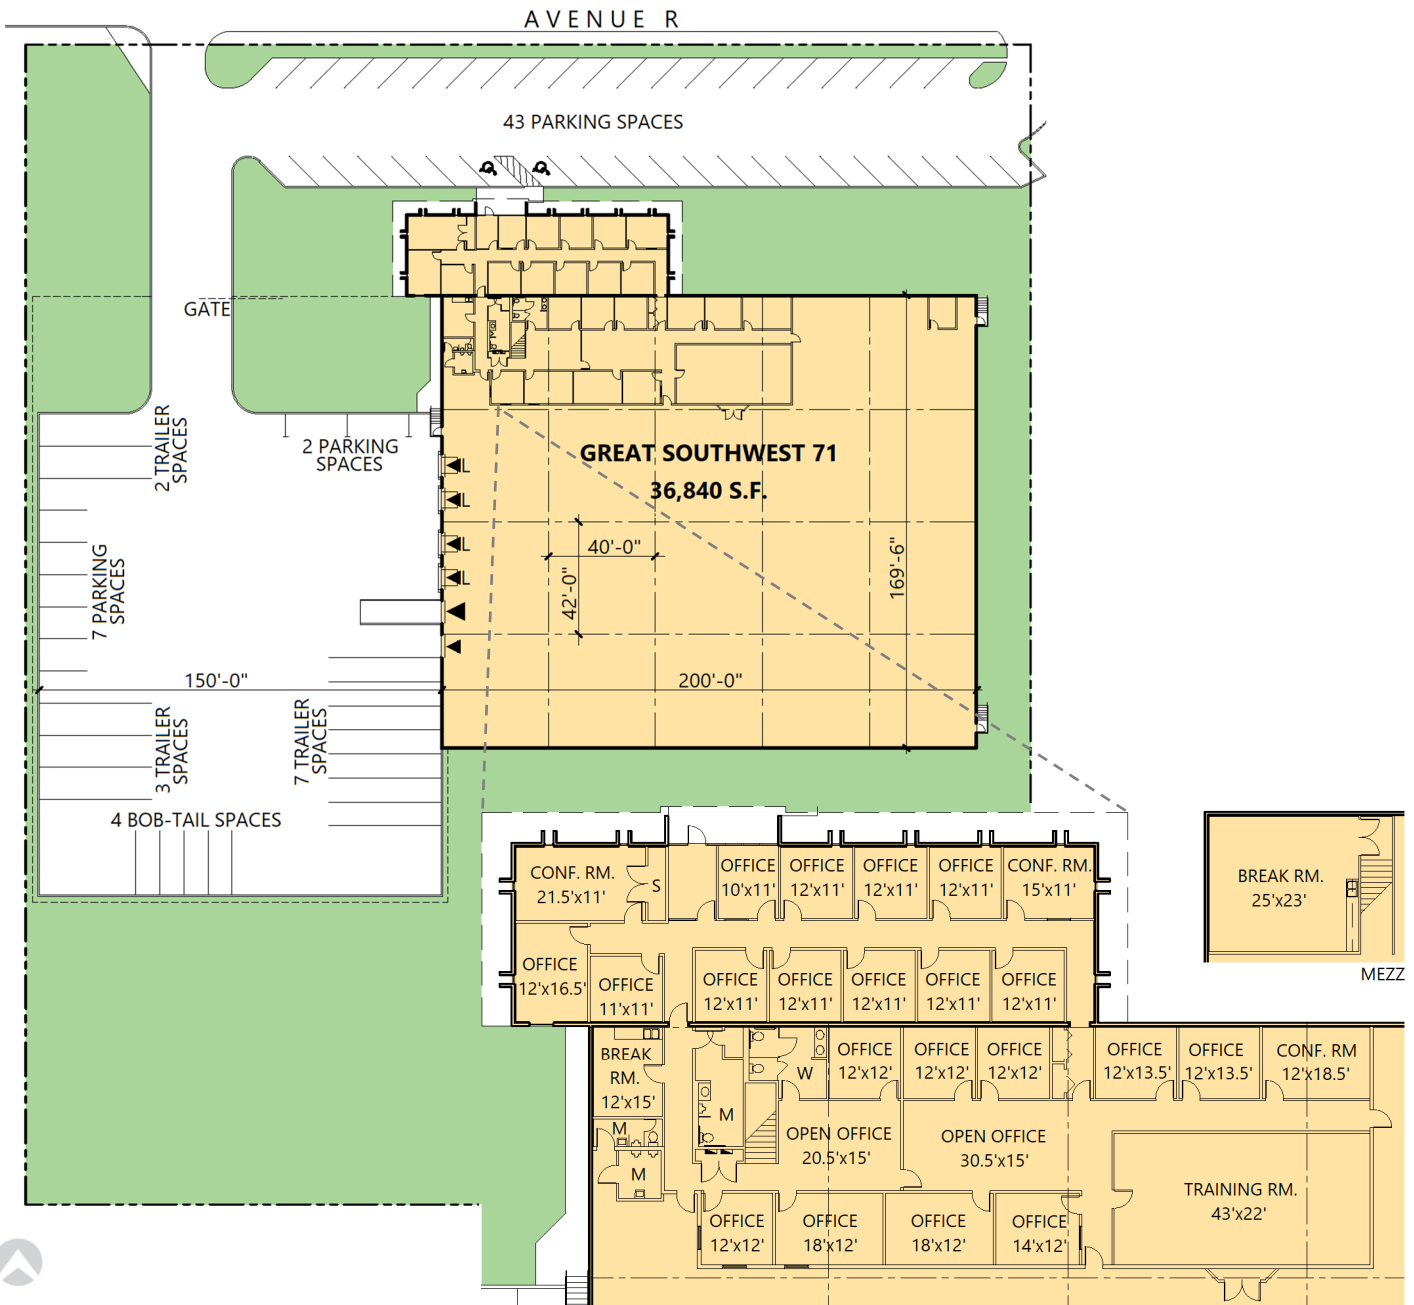 AVENUE R
43 PARKING SPACES
GATE
2 TRAILER
SPACES
2 PARKING
SPACES
GREAT SOUTHWEST 71
36,840 S.F.
L
L
L
L
7 PARKING
SPACES
40'-0"
42'-0"
169'-6"
150'-0"
200'-0"
3 TRAILER
SPACES
7 TRAILER
SPACES
4 BOB-TAIL SPACES
CONF. RM.
21.5'x11'
S
OFFICE
10'x11'
OFFICE
12'x11'
OFFICE
12'x11'
OFFICE
12'x11'
CONF. RM.
15'x11'
BREAK RM.
25'x23'
MEZZ
OFFICE
12'x16.5'
OFFICE
11'x11'
OFFICE
12'x11'
OFFICE
12'x11'
OFFICE
12'x11'
OFFICE
12'x11'
OFFICE
12'x11'
BREAK
RM.
12'x15'
M
M
M
W
OFFICE
12'x12'
OFFICE
12'x12'
OFFICE
12'x12'
OFFICE
12'x13.5'
OFFICE
12'x13.5'
CONF. RM
12'x18.5'
OPEN OFFICE
20.5'x15'
OPEN OFFICE
30.5'x15'
TRAINING RM.
43'x22'
OFFICE
12'x12'
OFFICE
18'x12'
OFFICE
18'x12'
OFFICE
14'x12'